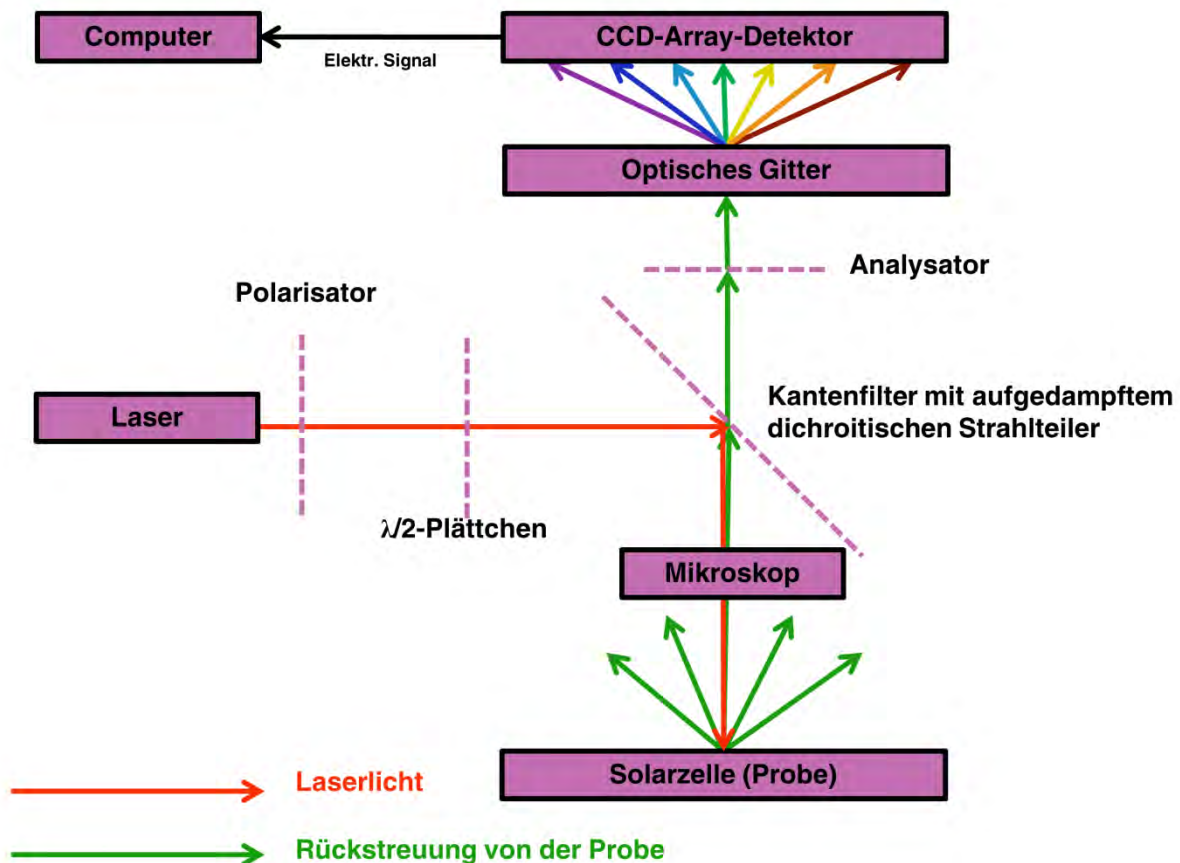 Computer
Elektr. Signal
CCD-Array-Detektor
Optisches Gitter
Analysator
Polarisator
Laser
Kantenfilter mit aufgedampftem
dichroitischen Strahlteiler
λ/2-Plättchen
Mikroskop
Solarzelle (Probe)
Laserlicht
Rückstreuung von der Probe